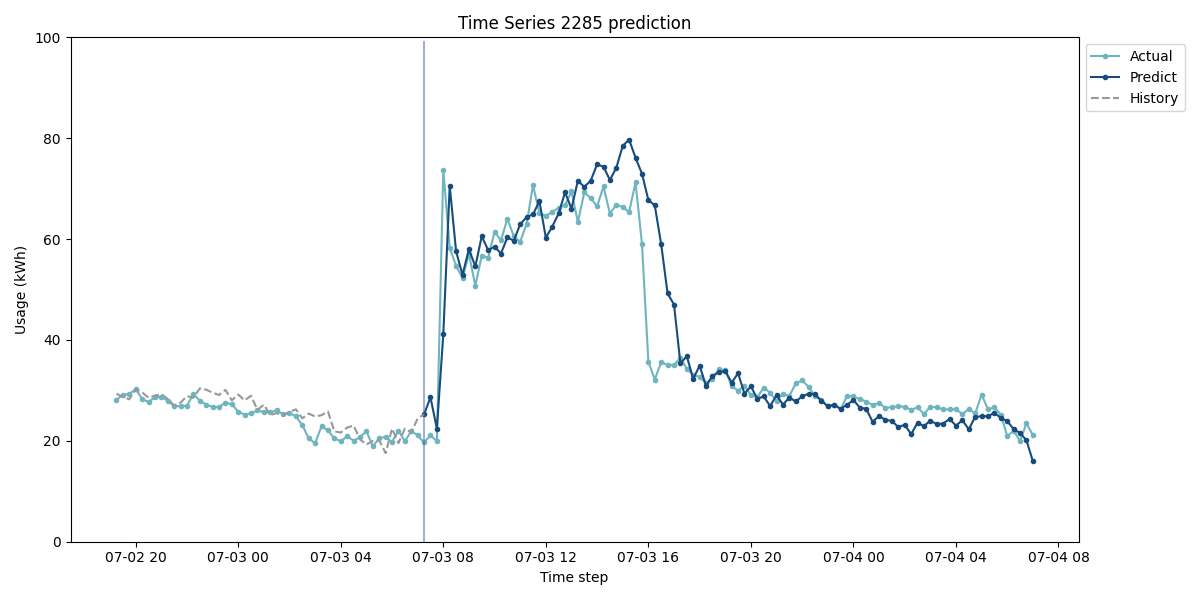 Time Series 2285 prediction
100
80
60
40
20
0
Usage (kWh)
07-02 20
07-03 00
07-03 04
07-03 08
07-03 12
07-03 16
07-03 20
07-04 00
07-04 04
07-04 08
Time step
Actual
Predict
History